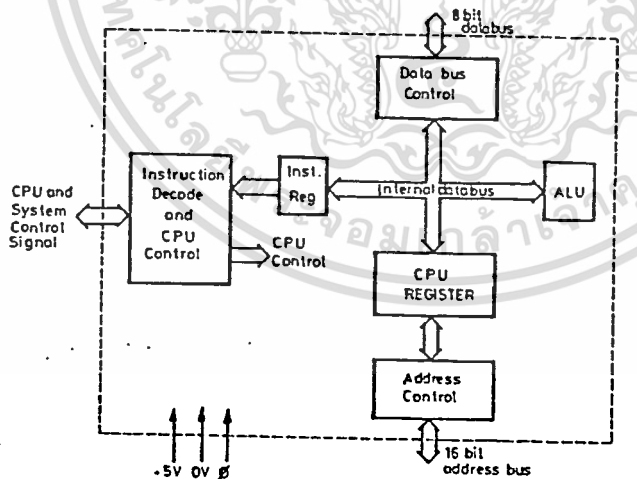 8 bit
databus
Data bus
Control
Instruction
Decode
and
CPU
Control
Inst.
Reg
Internal databus
ALU
CPU and
System
Control
Signal
CPU
Control
CPU
REGISTER
Address
Control
+5V 0V Ø
16 bit
address bus